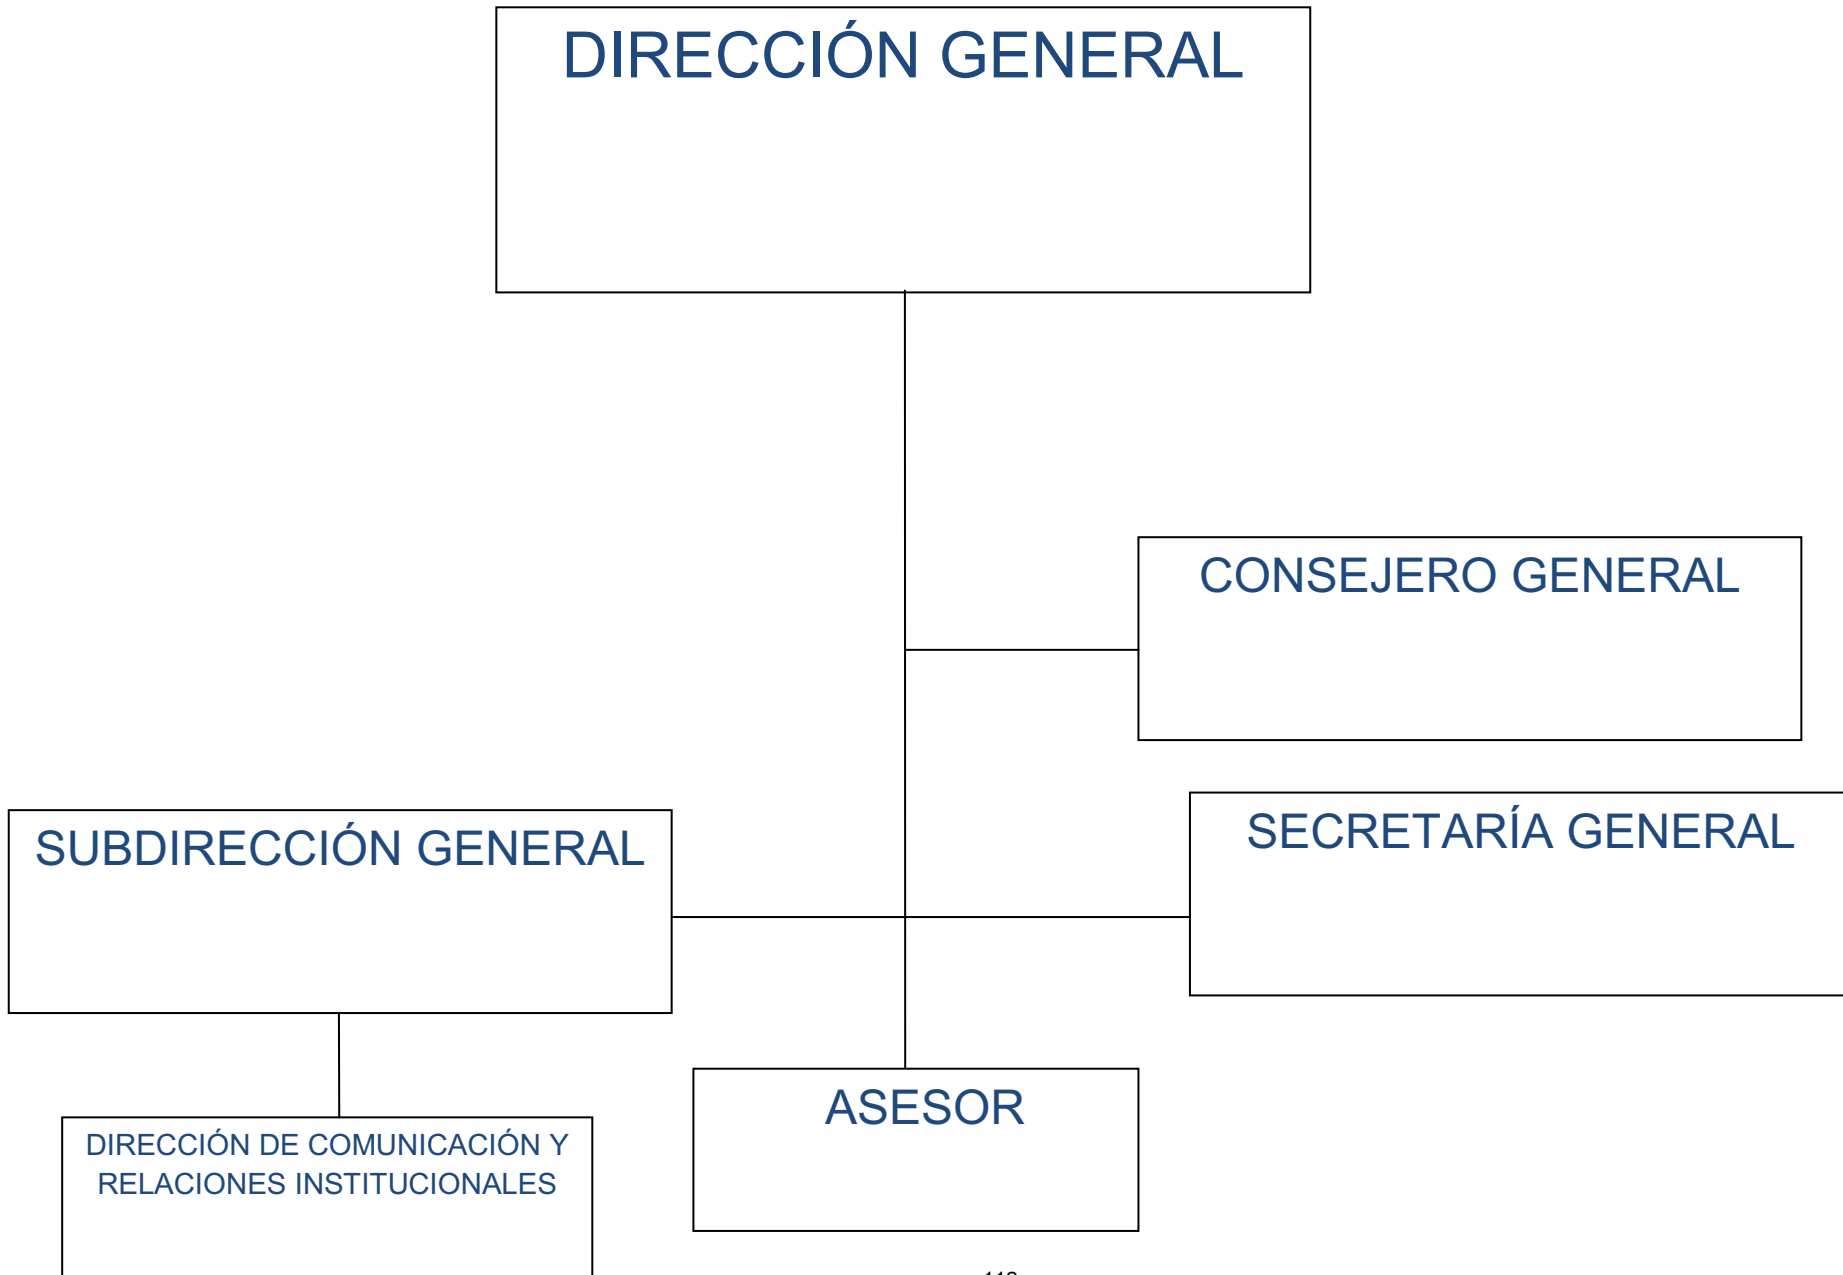 DIRECCIÓN GENERAL
CONSEJERO GENERAL
SECRETARÍA GENERAL
SUBDIRECCIÓN GENERAL
ASESOR
DIRECCIÓN DE COMUNICACIÓN Y
RELACIONES INSTITUCIONALES